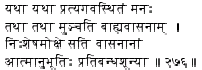 यथा यथा प्रत्यगवस्थितं मनः
तथा तथा मुञ्चति बाह्यवासनाम् ।
निःशेषमोक्षे सति वासनानां
आत्मानुभूतिः प्रतिबन्धशून्या ॥ २७६॥